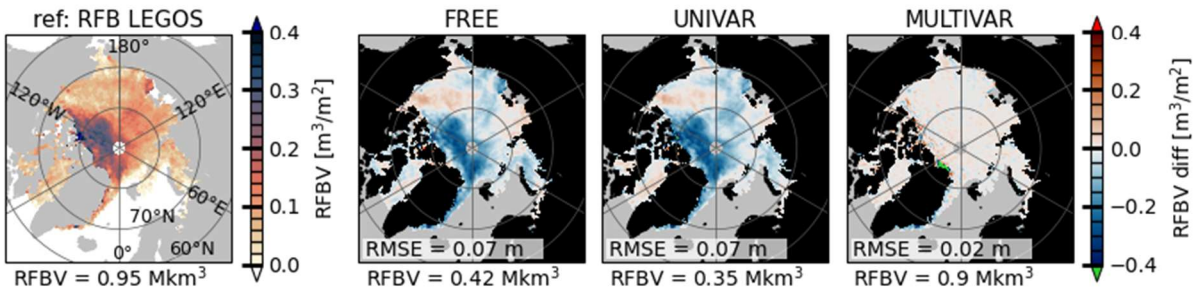 ref: RFB LEGOS
FREE
UNIVAR
MULTIVAR
180°
120°W
120°E
60°E
70°N
0°
60°N
0.4
0.3
0.2
0.1
0.0
RFBV [m³/m²]
RMSE = 0.07 m
RMSE = 0.07 m
RMSE = 0.02 m
0.4
0.2
0.0
−0.2
−0.4
RFBV diff [m³/m²]
RFBV = 0.95 Mkm³
RFBV = 0.42 Mkm³
RFBV = 0.35 Mkm³
RFBV = 0.9 Mkm³